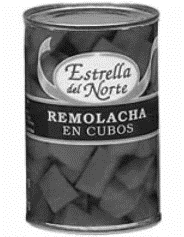 Estrella
del Norte
REMOLACHA
EN CUBOS